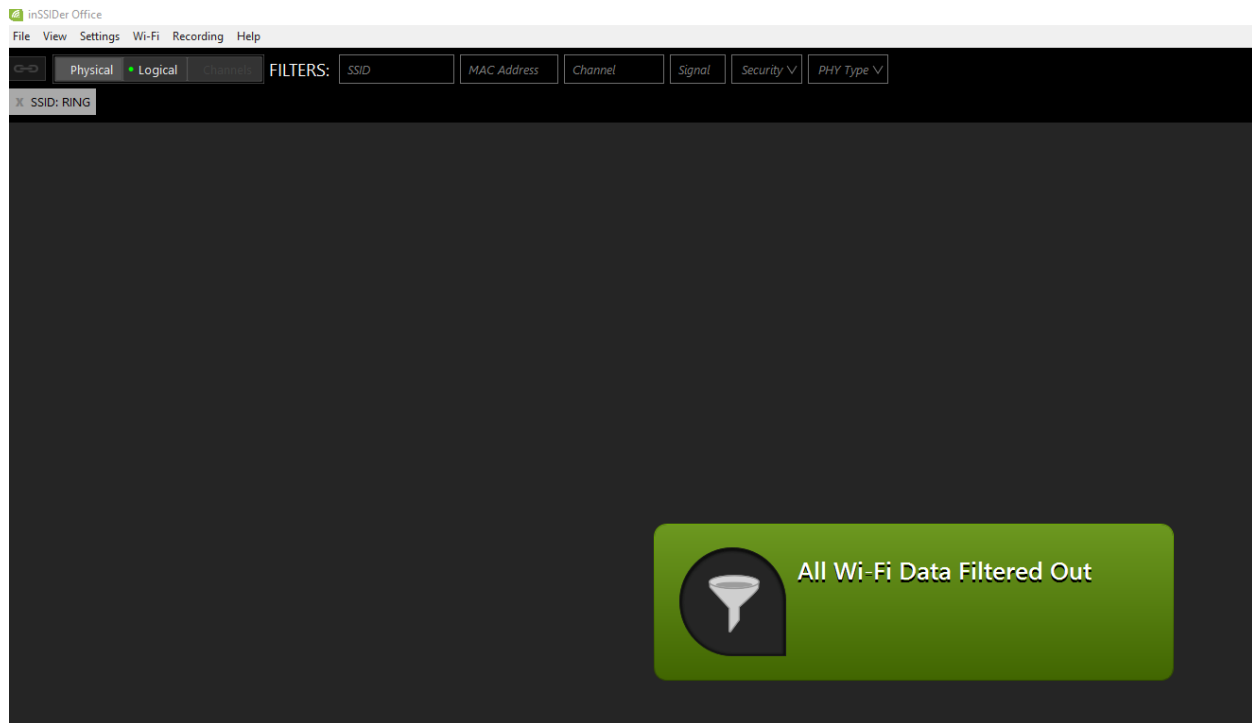 inSSIDer Office
File View Settings Wi-Fi Recording Help
Physical • Logical Channels FILTERS: SSID MAC Address Channel Signal Security PHY Type
X SSID: RING
All Wi-Fi Data Filtered Out